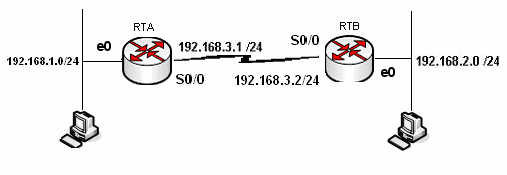 RTA
RTB
e0
192.168.3.1 /24
S0/0
192.168.1.0/24
S0/0
192.168.3.2/24
e0
192.168.2.0 /24